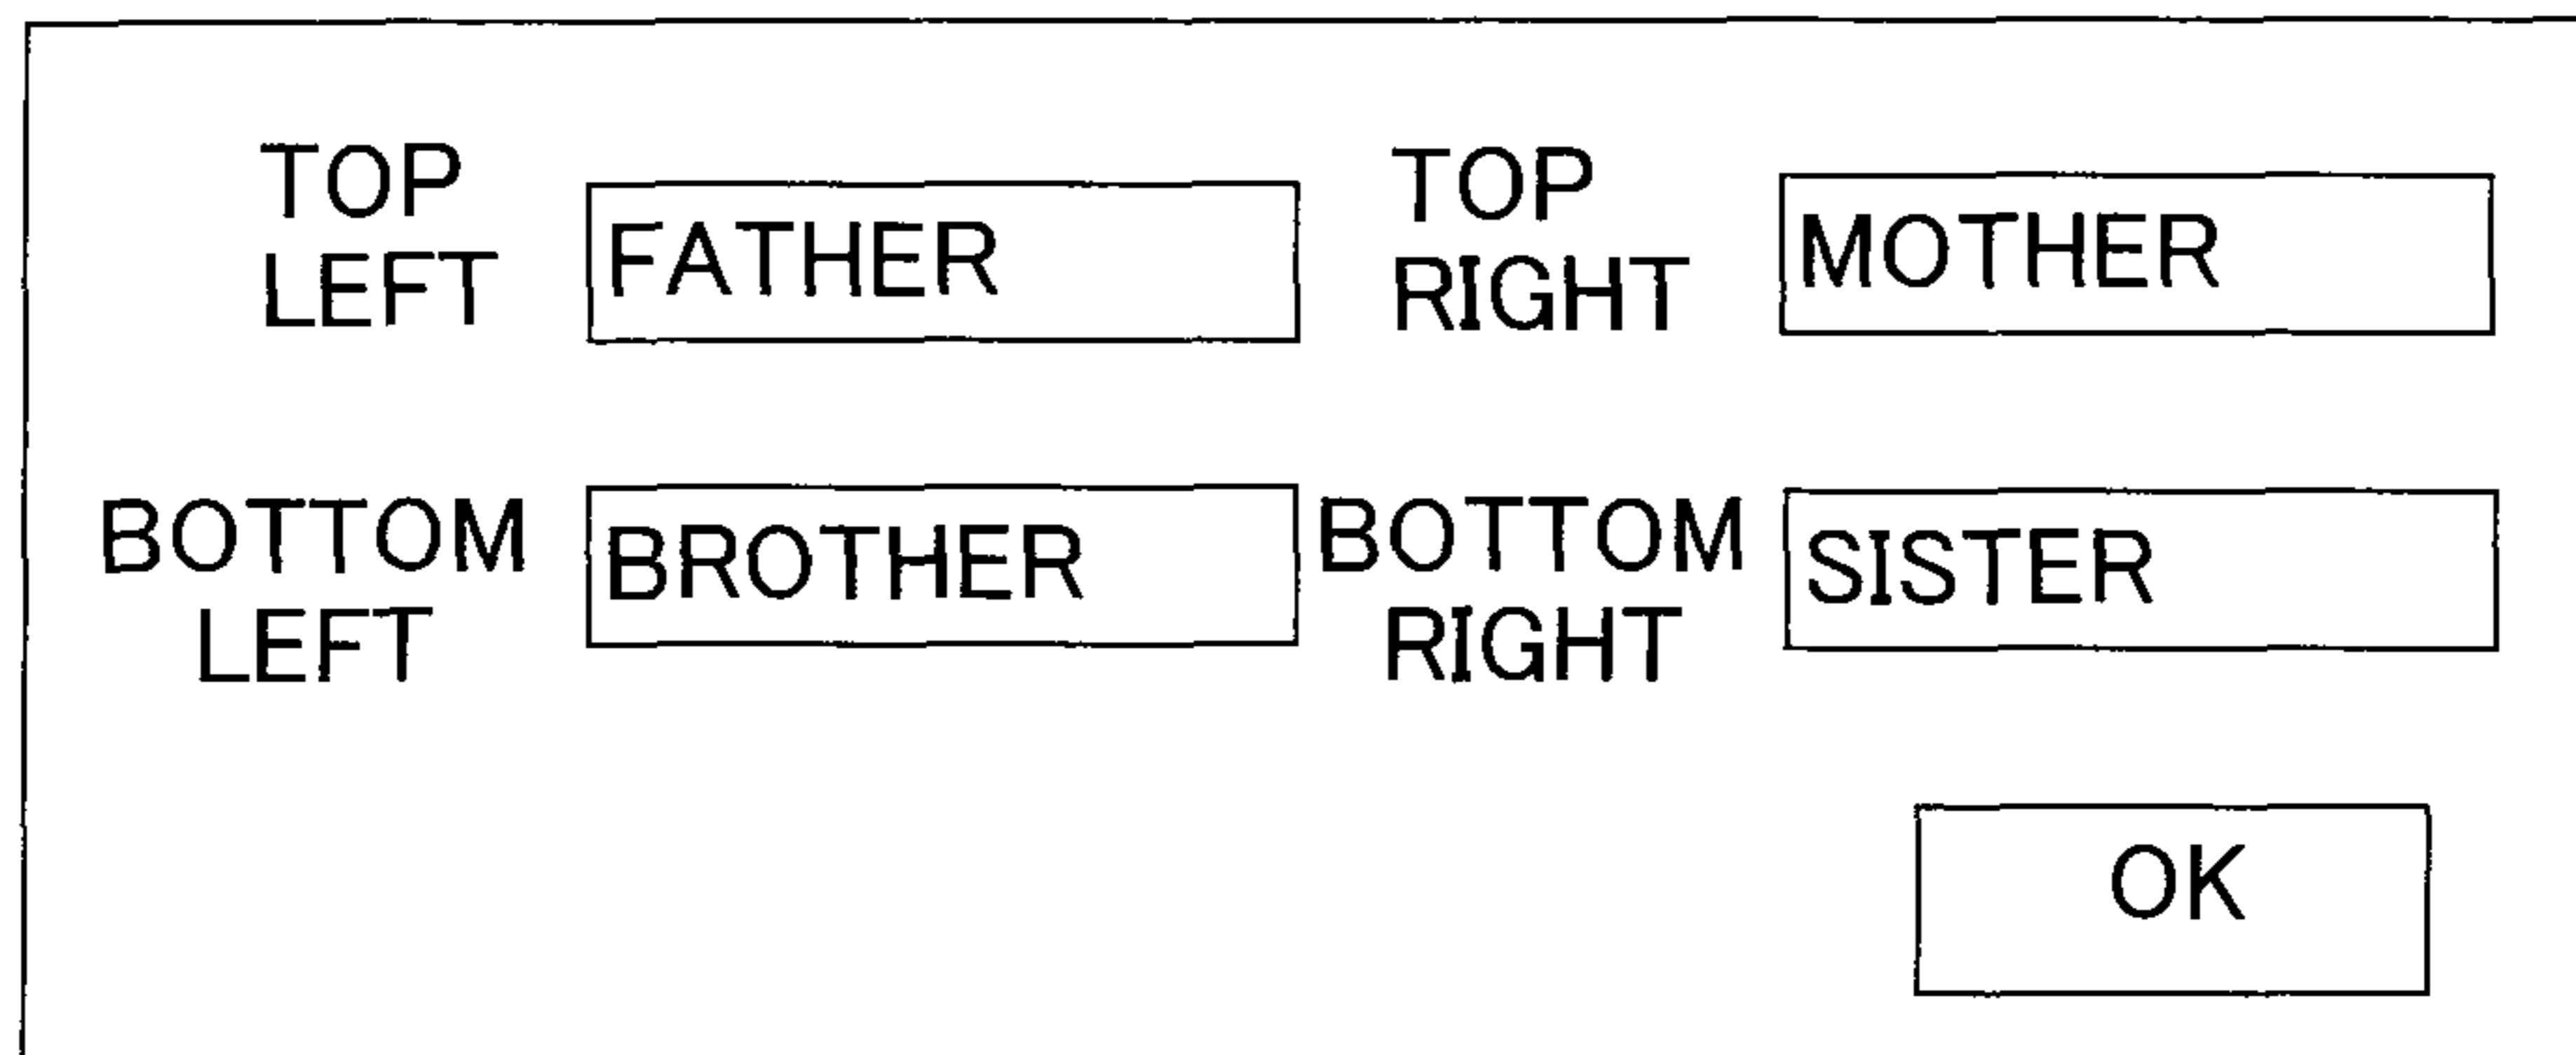 TOP
LEFT
FATHER
TOP
RIGHT
MOTHER
BOTTOM
LEFT
BROTHER
BOTTOM
RIGHT
SISTER
OK